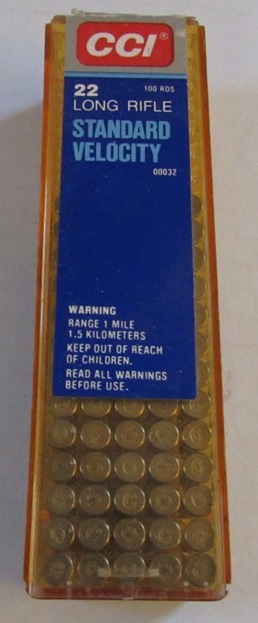 CCI®
22 100 RDS
LONG RIFLE
STANDARD
VELOCITY
00032
WARNING
RANGE 1 MILE
1.5 KILOMETERS
KEEP OUT OF REACH
OF CHILDREN.
READ ALL WARNINGS
BEFORE USE.